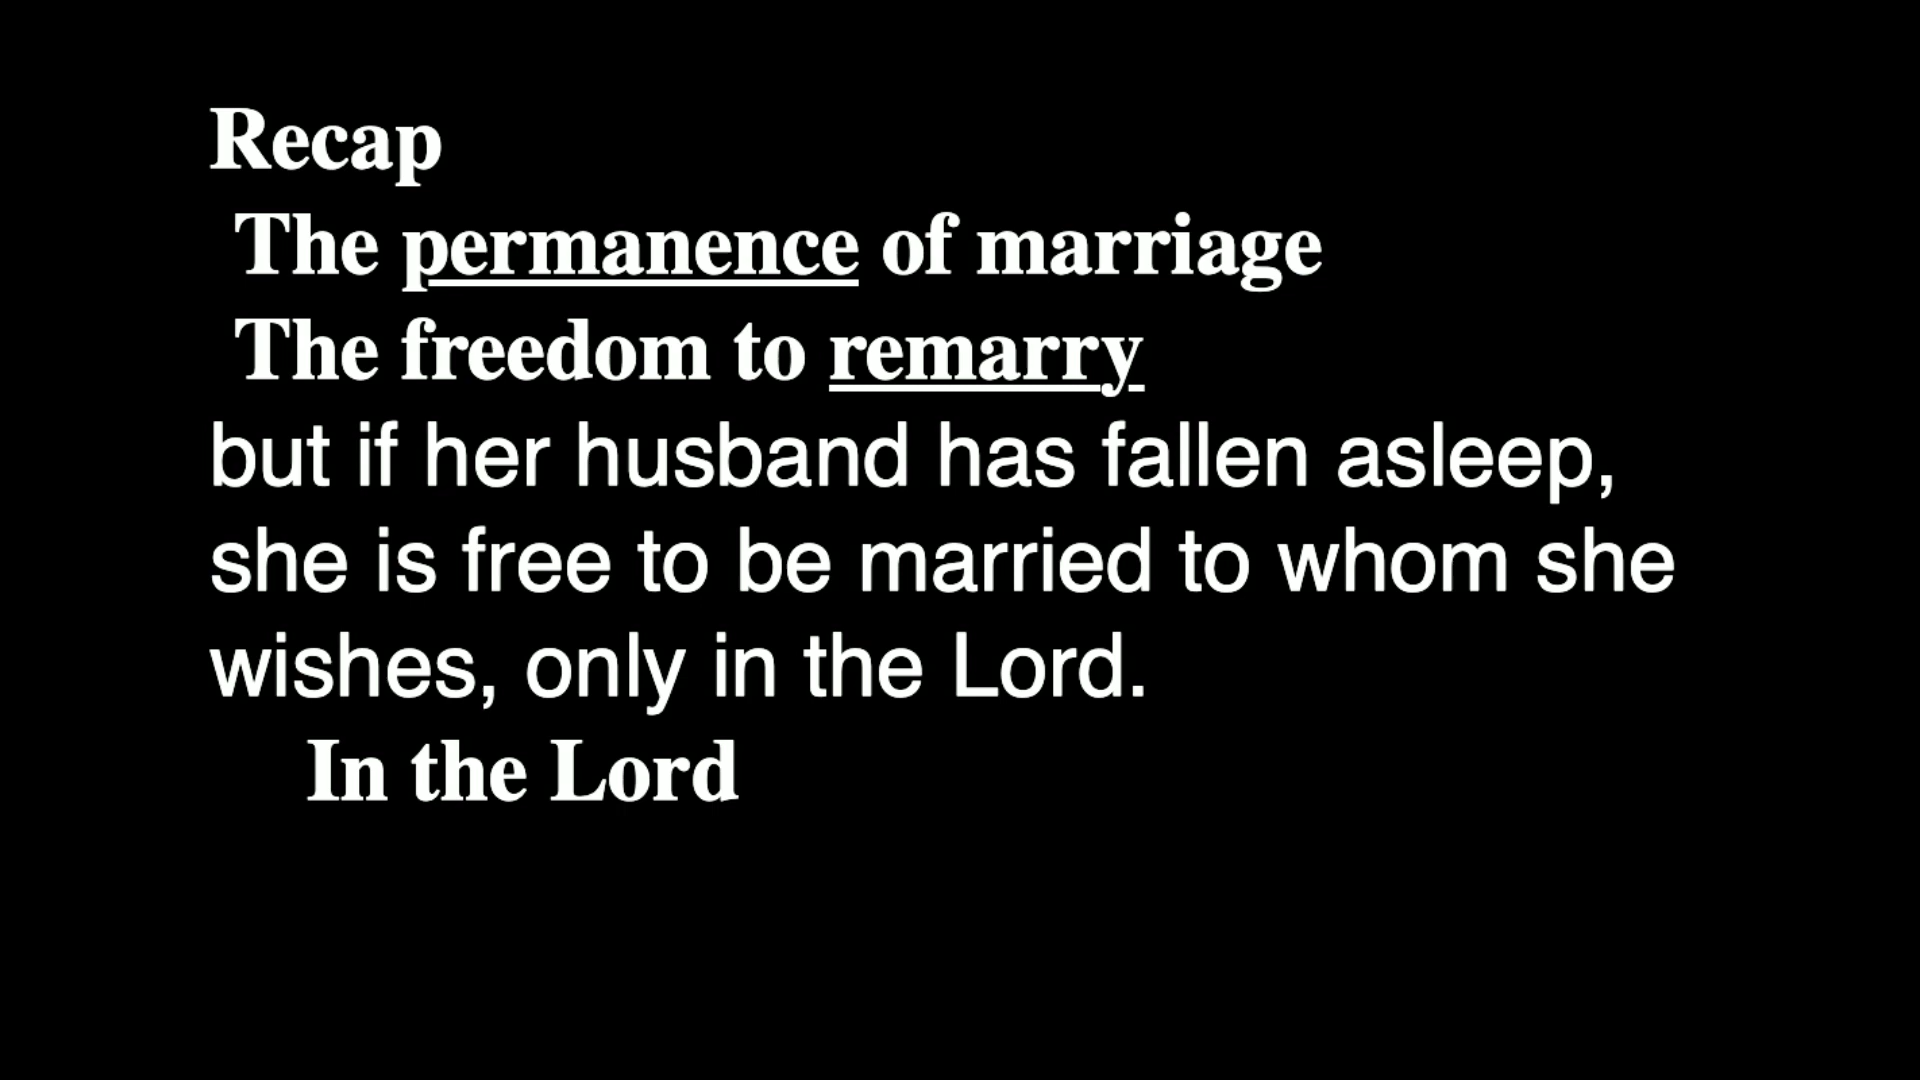 Recap
The permanence of marriage
The freedom to remarry
but if her husband has fallen asleep,
she is free to be married to whom she
wishes, only in the Lord.
In the Lord